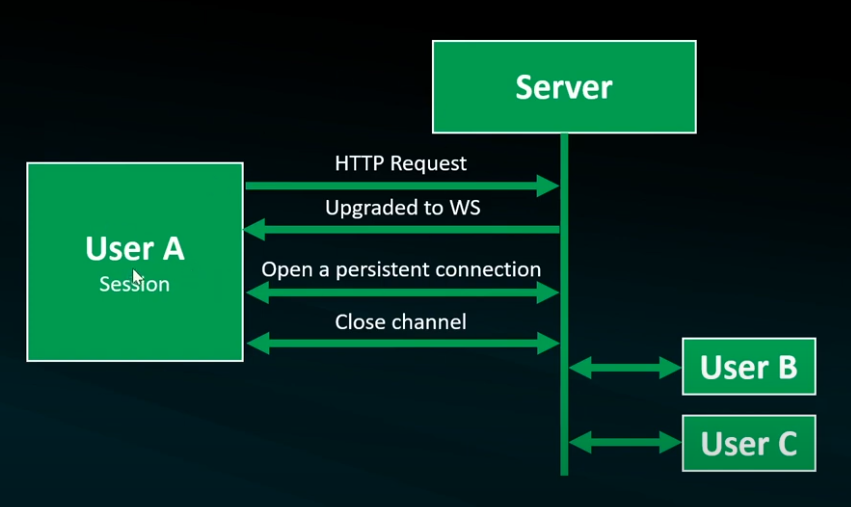 Server
HTTP Request
Upgraded to WS
User A
Session
Open a persistent connection
Close channel
User B
User C